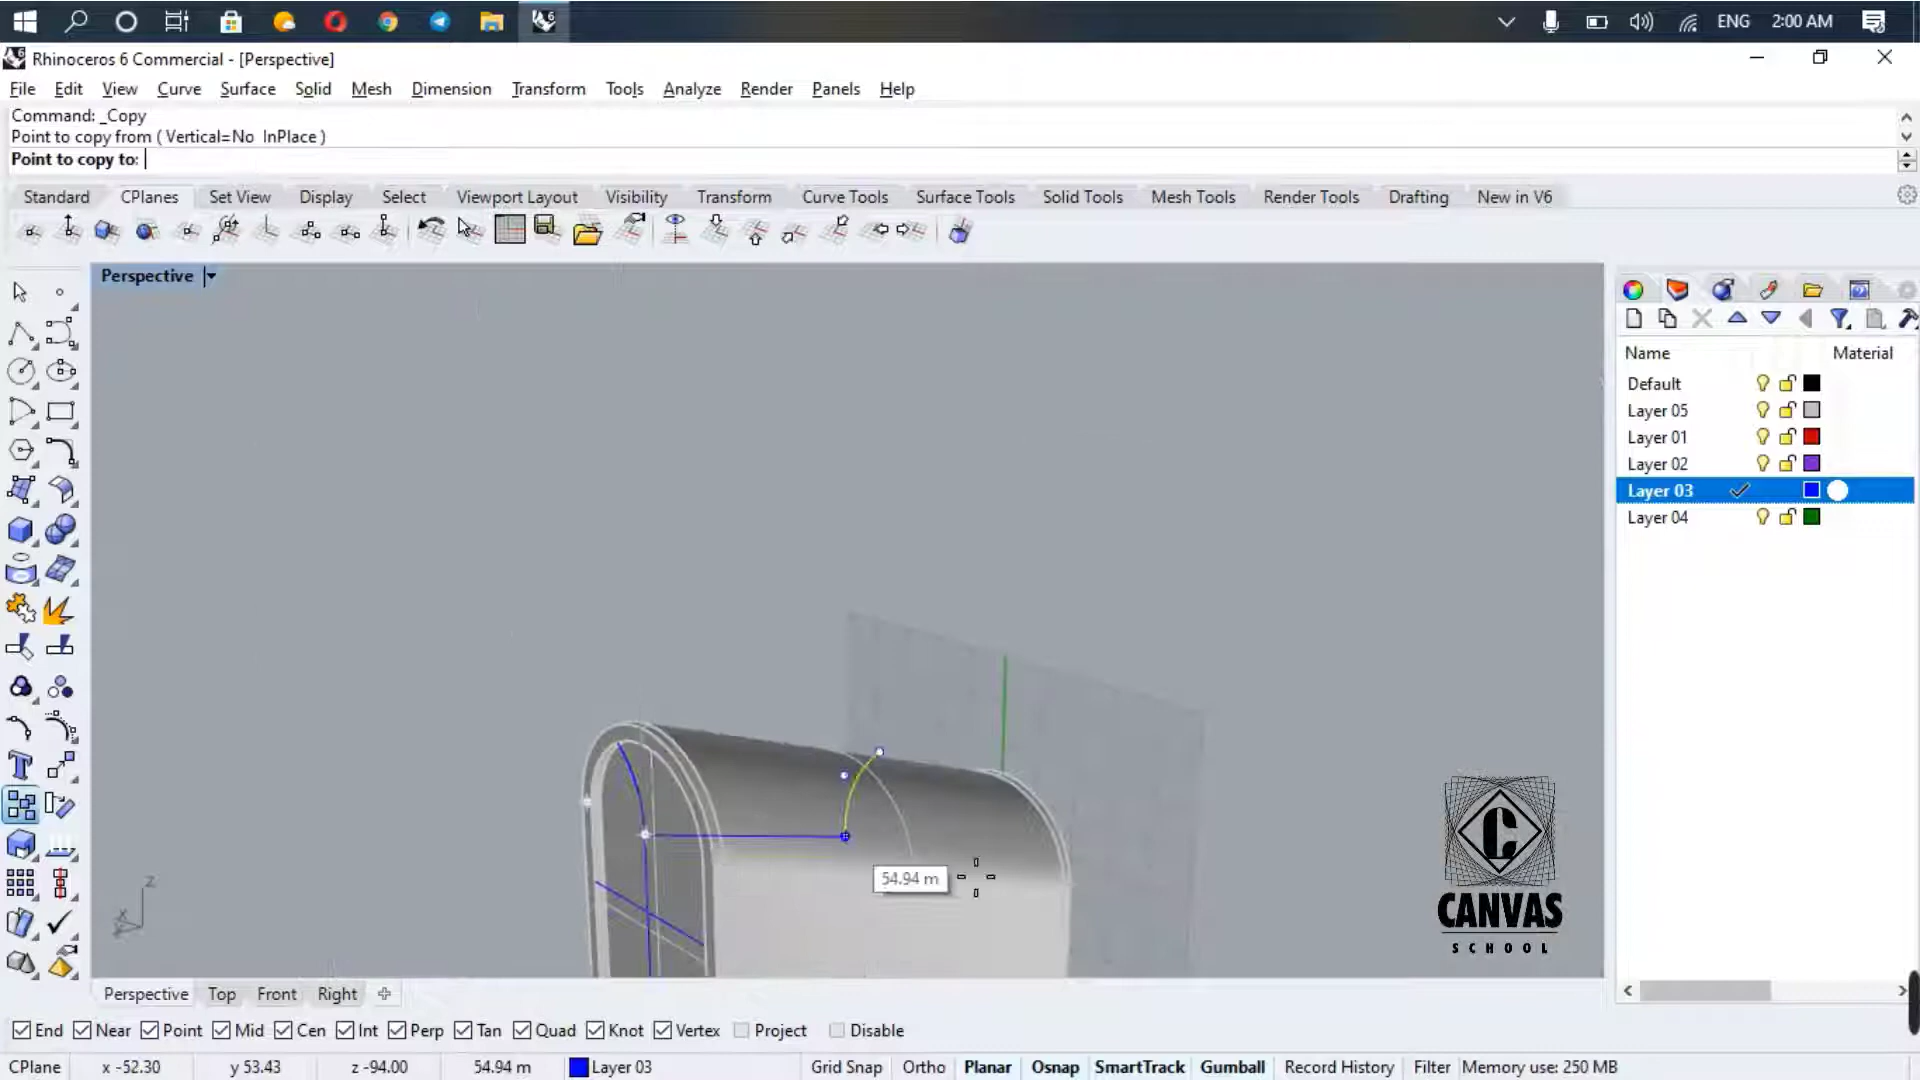 ENG 2:00 AM
Rhinoceros 6 Commercial - [Perspective]
File Edit View Curve Surface Solid Mesh Dimension Transform Tools Analyze Render Panels Help
Command: _Copy
Point to copy from ( Vertical=No InPlace )
Point to copy to:
Standard CPlanes Set View Display Select Viewport Layout Visibility Transform Curve Tools Surface Tools Solid Tools Mesh Tools Render Tools Drafting New in V6
Perspective
Name Material
Default
Layer 05
Layer 01
Layer 02
Layer 03
Layer 04
54.94 m
z
x
CANVAS
SCHOOL
Perspective Top Front Right
End Near Point Mid Cen Int Perp Tan Quad Knot Vertex Project Disable
CPlane x -52.30 y 53.43 z -94.00 54.94 m Layer 03 Grid Snap Ortho Planar Osnap SmartTrack Gumball Record History Filter Memory use: 250 MB